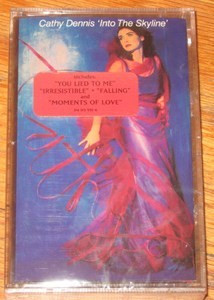 Cathy Dennis 'Into The Skyline'
includes:
"YOU LIED TO ME"
"IRRESISTIBLE" • "FALLING"
and
"MOMENTS OF LOVE"